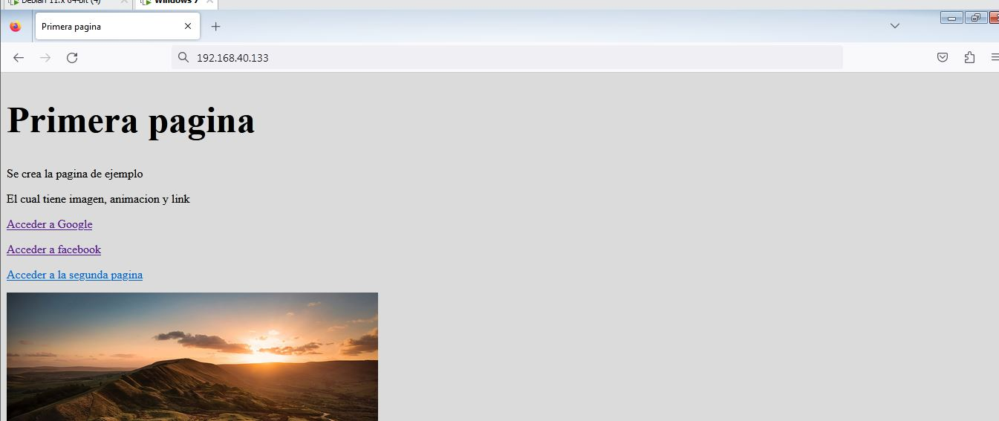 Debian 11.x 64-bit (4)
Windows 7
Primera pagina
192.168.40.133
Primera pagina
Se crea la pagina de ejemplo
El cual tiene imagen, animacion y link
Acceder a Google
Acceder a facebook
Acceder a la segunda pagina